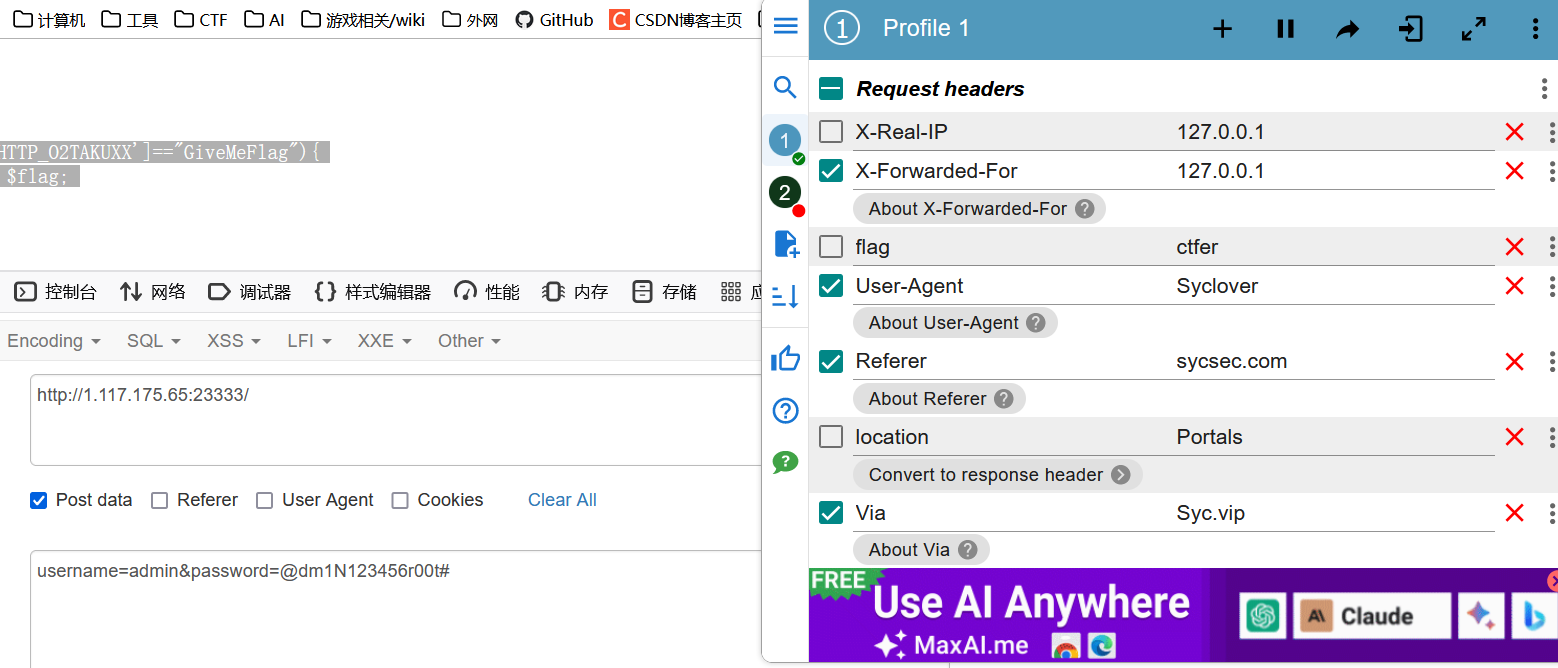 计算机 工具 CTF AI 游戏相关/wiki 外网 GitHub C CSDN博客主页
HTTP_O2TAKUXX']=="GiveMeFlag"){
$flag;
控制台 网络 调试器 样式编辑器 性能 内存 存储 应
Encoding SQL XSS LFI XXE Other
http://1.117.175.65:23333/
Post data Referer User Agent Cookies Clear All
username=admin&password=@dm1N123456r00t#
1
2
1 Profile 1
Request headers
X-Real-IP 127.0.0.1
X-Forwarded-For 127.0.0.1
About X-Forwarded-For ?
flag ctfer
User-Agent Syclover
About User-Agent ?
Referer sycsec.com
About Referer ?
location Portals
Convert to response header
Via Syc.vip
About Via ?
FREE
Use AI Anywhere
MaxAI.me
AI Claude